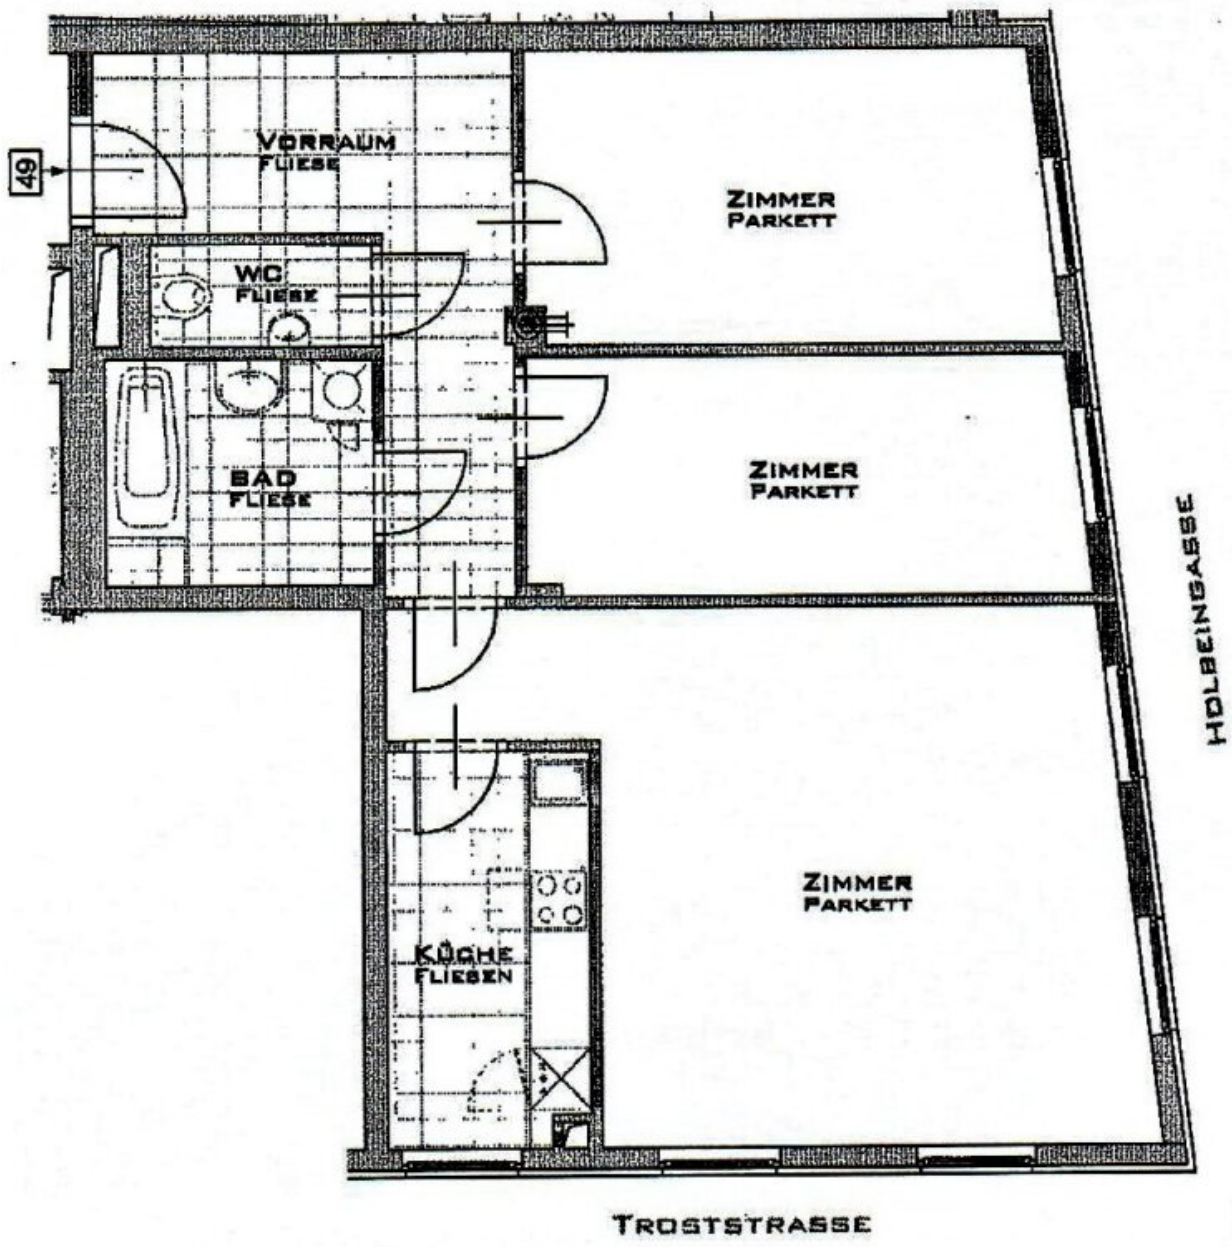 VORRAUM
FLIESE
49
ZIMMER
PARKETT
WC
FLIESE
BAD
FLIESE
ZIMMER
PARKETT
HOLBEINGASSE
ZIMMER
PARKETT
KÜCHE
FLIESEN
TROSTSTRASSE